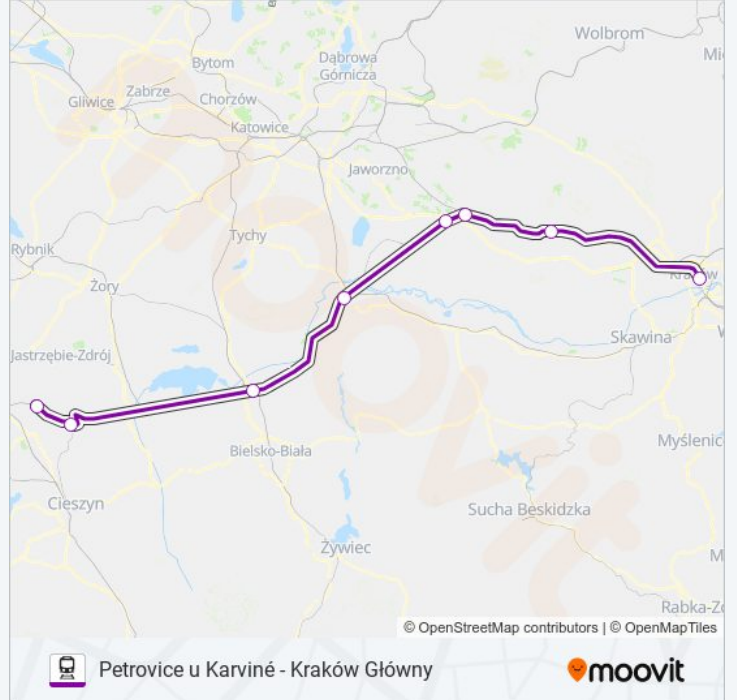 Wolbrom
Bytom
Dąbrowa
Górnicza
Zabrze
Gliwice
Chorzów
Katowice
Jaworzno
Rybnik
Tychy
Żory
Kraków
Skawina
Jastrzębie-Zdrój
Bielsko-Biała
Myślenic
Cieszyn
Sucha Beskidzka
Żywiec
Rabka-Z
© OpenStreetMap contributors | © OpenMapTiles
Petrovice u Karviné - Kraków Główny
moovit
moovit